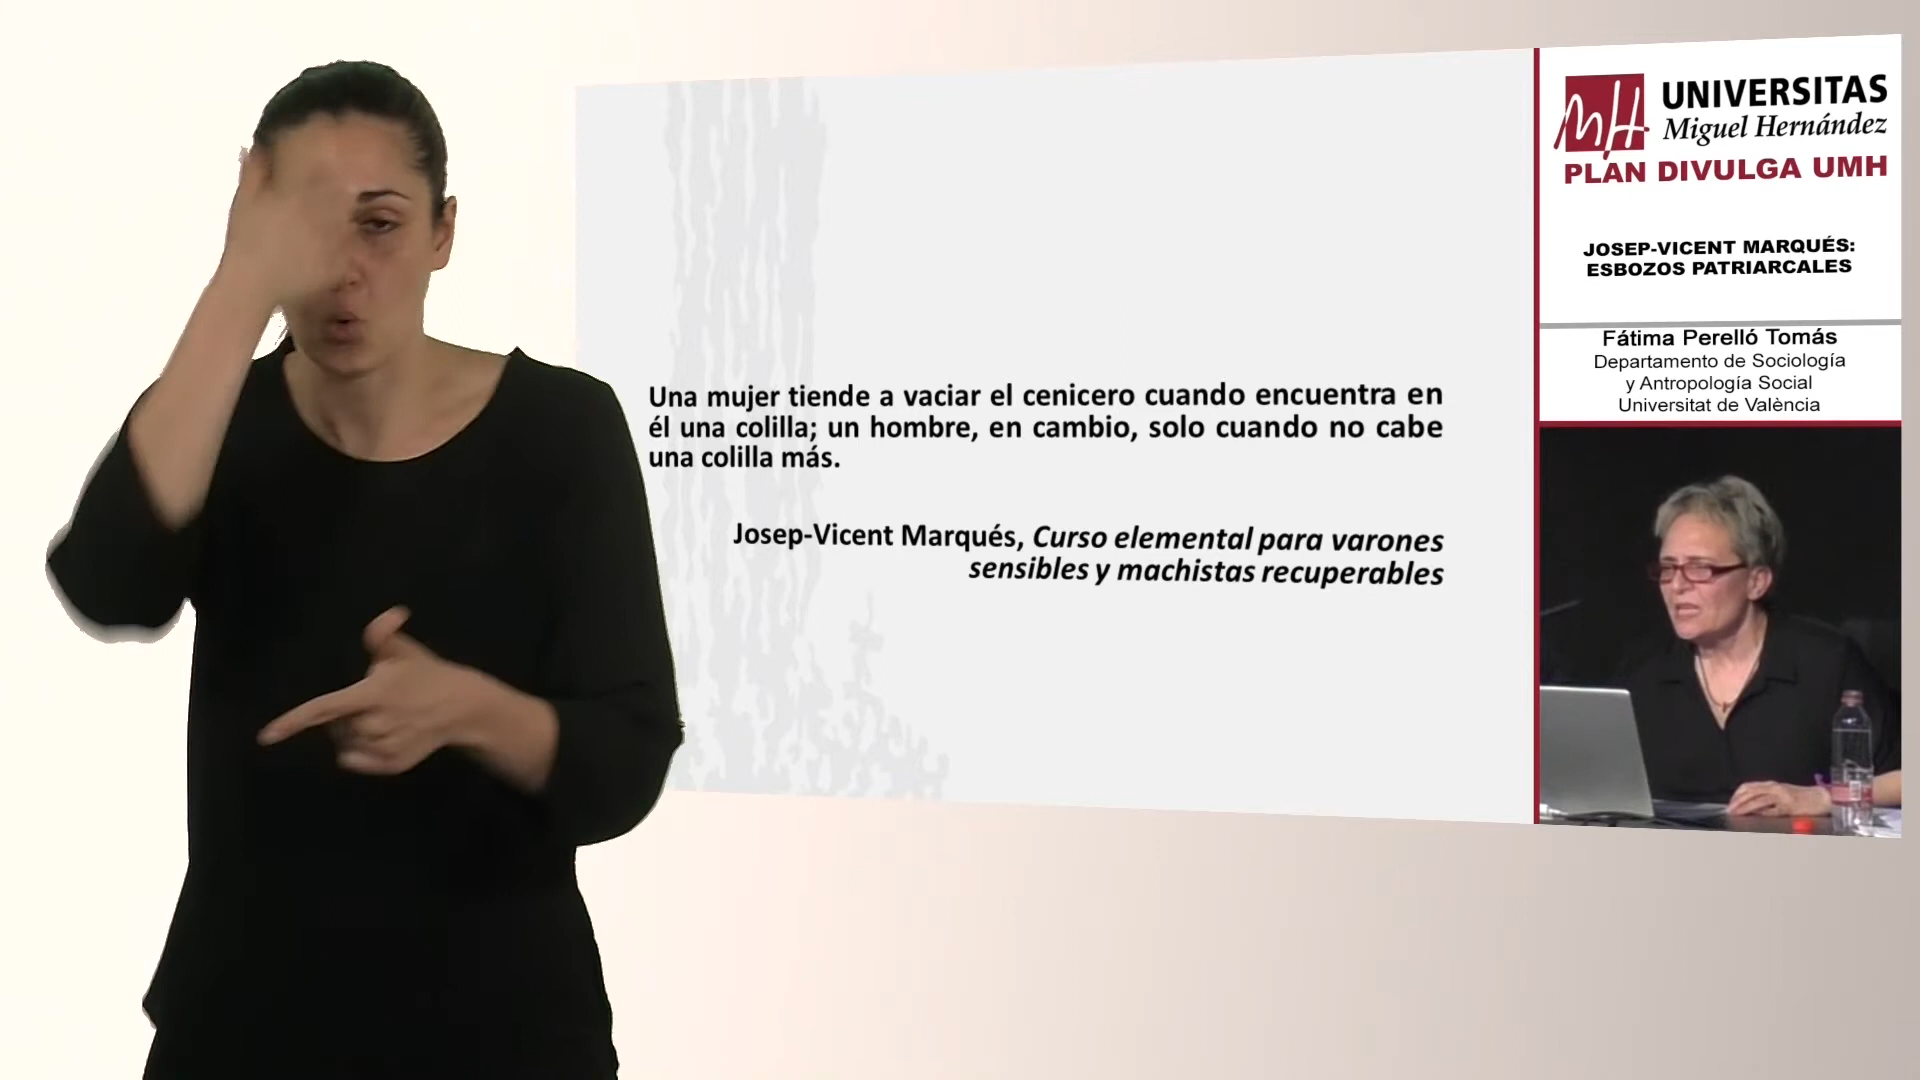 Una mujer tiende a vaciar el cenicero cuando encuentra en
él una colilla; un hombre, en cambio, solo cuando no cabe
una colilla más.
Josep-Vicent Marqués, Curso elemental para varones
sensibles y machistas recuperables
UNIVERSITAS
Miguel Hernández
PLAN DIVULGA UMH
JOSEP-VICENT MARQUÉS:
ESBOZOS PATRIARCALES
Fátima Perelló Tomás
Departamento de Sociología
y Antropología Social
Universitat de València